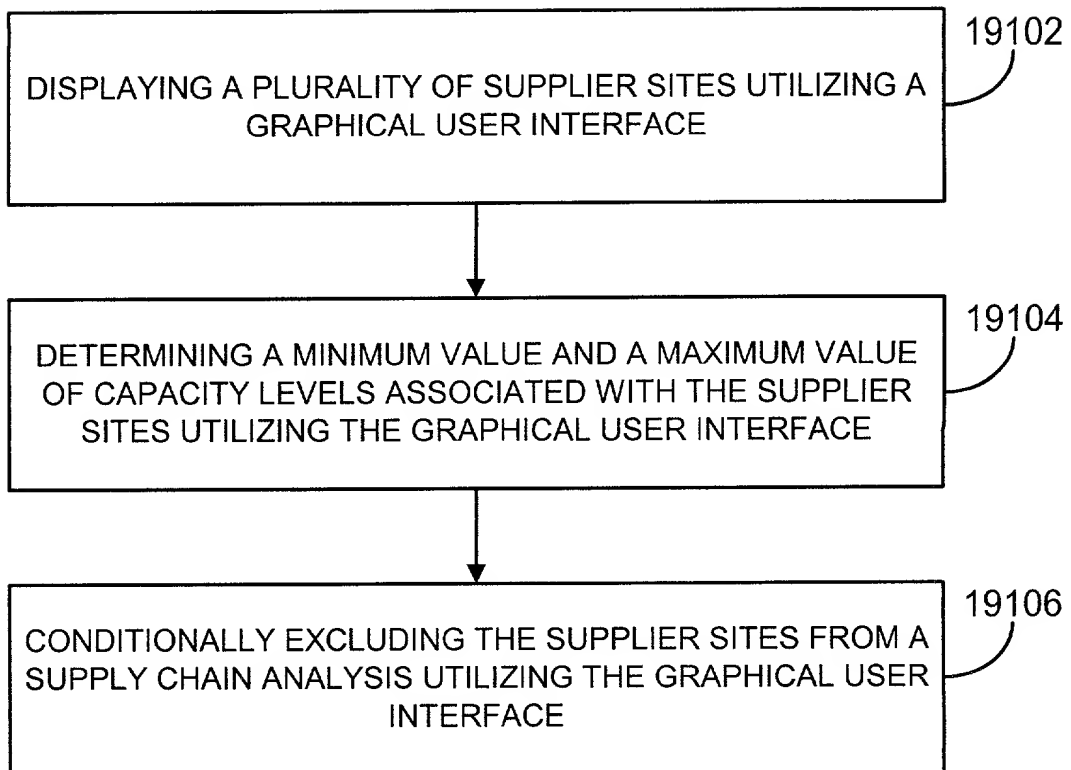 19102
DISPLAYING A PLURALITY OF SUPPLIER SITES UTILIZING A
GRAPHICAL USER INTERFACE
19104
DETERMINING A MINIMUM VALUE AND A MAXIMUM VALUE
OF CAPACITY LEVELS ASSOCIATED WITH THE SUPPLIER
SITES UTILIZING THE GRAPHICAL USER INTERFACE
19106
CONDITIONALLY EXCLUDING THE SUPPLIER SITES FROM A
SUPPLY CHAIN ANALYSIS UTILIZING THE GRAPHICAL USER
INTERFACE